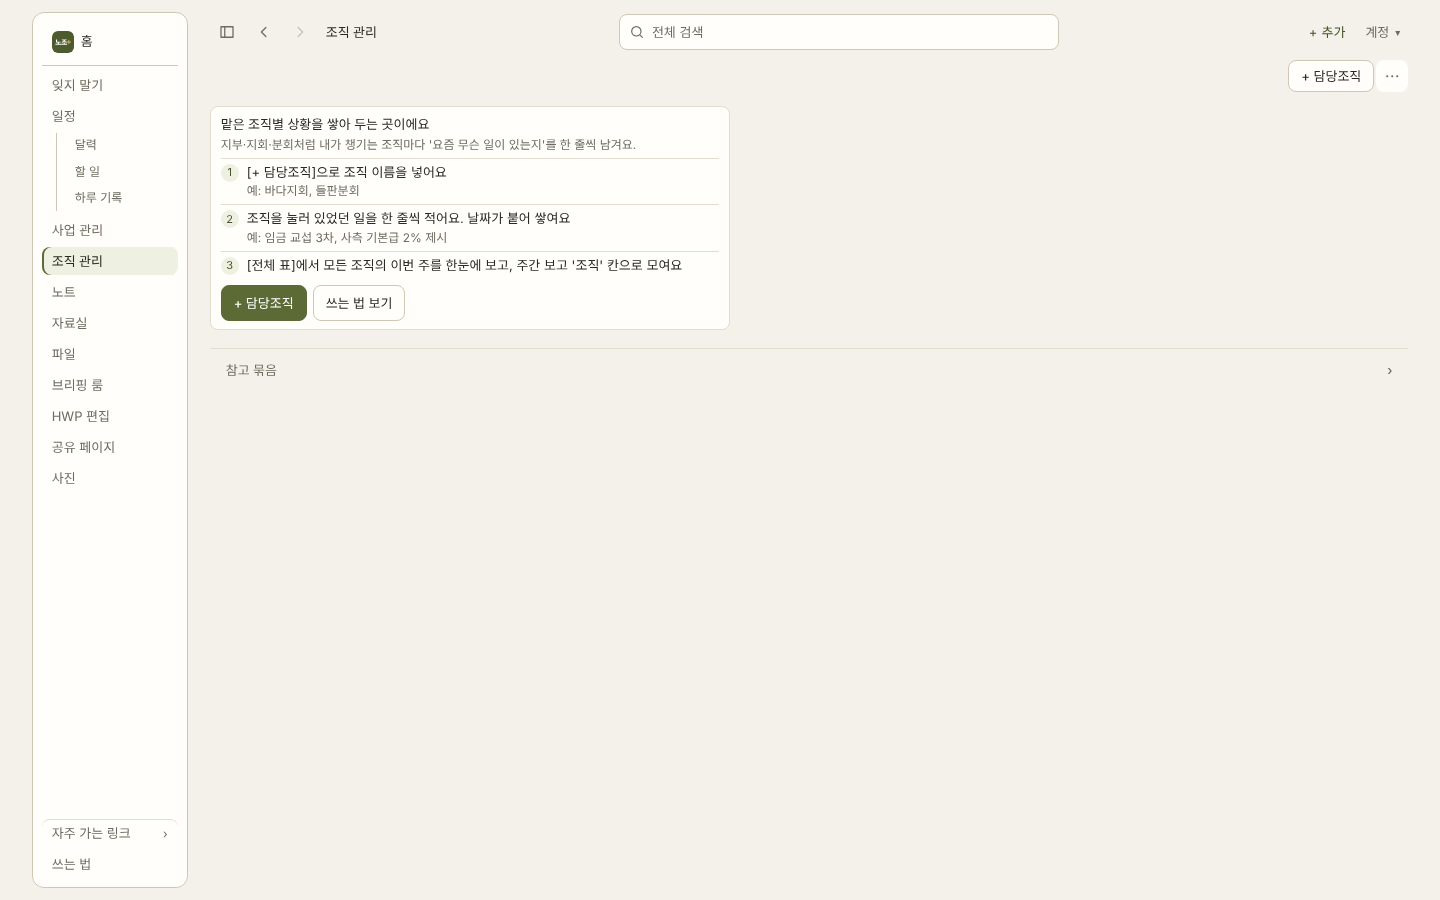 노조+ 홈
잊지 말기
일정
달력
할 일
하루 기록
사업 관리
조직 관리
노트
자료실
파일
브리핑 룸
HWP 편집
공유 페이지
사진
자주 가는 링크 ›
쓰는 법
조직 관리
전체 검색
+ 추가
계정 ▾
+ 담당조직
···
맡은 조직별 상황을 쌓아 두는 곳이에요
지부·지회·분회처럼 내가 챙기는 조직마다 '요즘 무슨 일이 있는지'를 한 줄씩 남겨요.
1 [+ 담당조직]으로 조직 이름을 넣어요
예: 바다지회, 들판분회
2 조직을 눌러 있었던 일을 한 줄씩 적어요. 날짜가 붙어 쌓여요
예: 임금 교섭 3차, 사측 기본급 2% 제시
3 [전체 표]에서 모든 조직의 이번 주를 한눈에 보고, 주간 보고 '조직' 칸으로 모여요
+ 담당조직
쓰는 법 보기
참고 묶음 ›